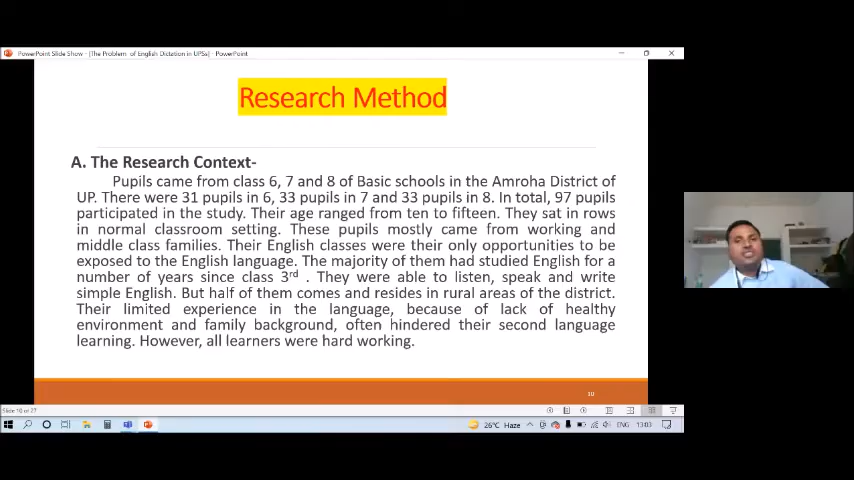 PowerPoint Slide Show - [The Problem of English Dictation in UPSs] - PowerPoint
Research Method
A. The Research Context-
Pupils came from class 6, 7 and 8 of Basic schools in the Amroha District of
UP. There were 31 pupils in 6, 33 pupils in 7 and 33 pupils in 8. In total, 97 pupils
participated in the study. Their age ranged from ten to fifteen. They sat in rows
in normal classroom setting. These pupils mostly came from working and
middle class families. Their English classes were their only opportunities to be
exposed to the English language. The majority of them had studied English for a
number of years since class 3rd . They were able to listen, speak and write
simple English. But half of them comes and resides in rural areas of the district.
Their limited experience in the language, because of lack of healthy
environment and family background, often hindered their second language
learning. However, all learners were hard working.
10
Slide 10 of 27
26°C Haze ENG 13:03